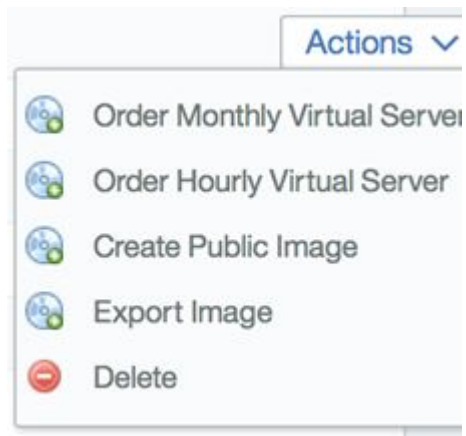 Actions
Order Monthly Virtual Server
Order Hourly Virtual Server
Create Public Image
Export Image
Delete